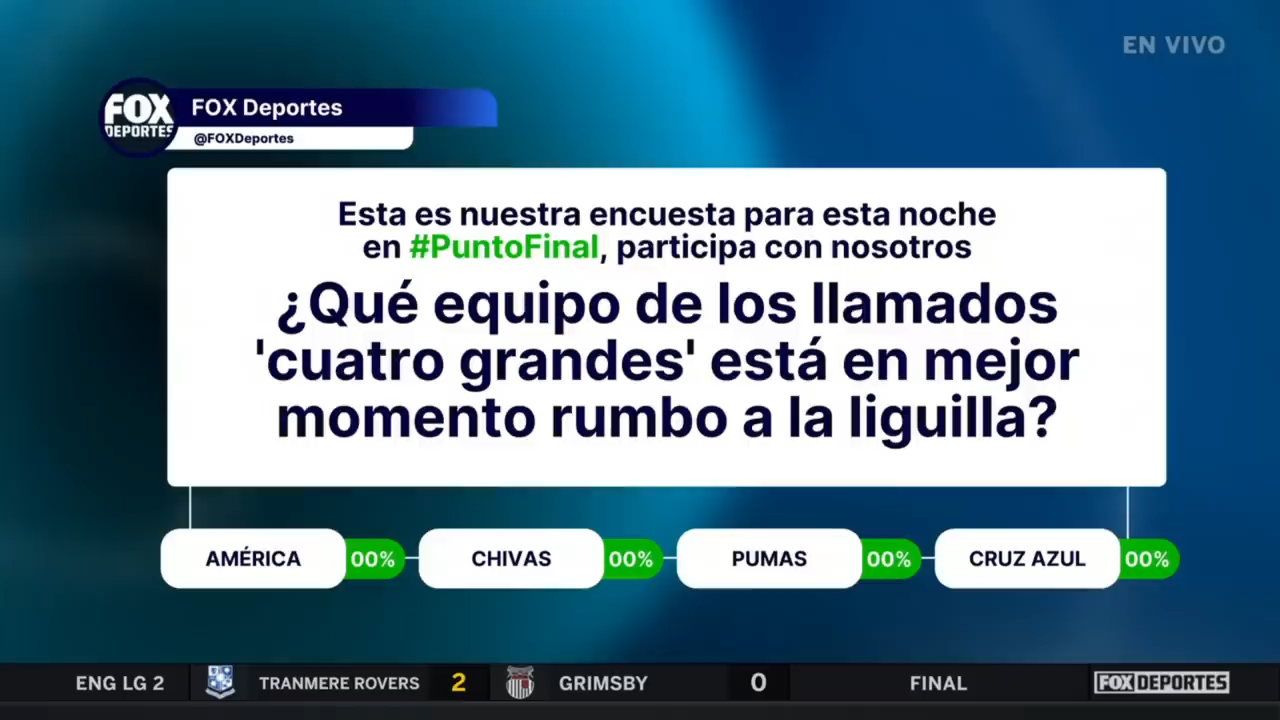 EN VIVO
FOX DEPORTES
FOX Deportes
@FOXDeportes
Esta es nuestra encuesta para esta noche
en #PuntoFinal, participa con nosotros
¿Qué equipo de los llamados
'cuatro grandes' está en mejor
momento rumbo a la liguilla?
AMÉRICA 00% CHIVAS 00% PUMAS 00% CRUZ AZUL 00%
ENG LG 2 TRANMERE ROVERS 2 GRIMSBY 0 FINAL FOX DEPORTES